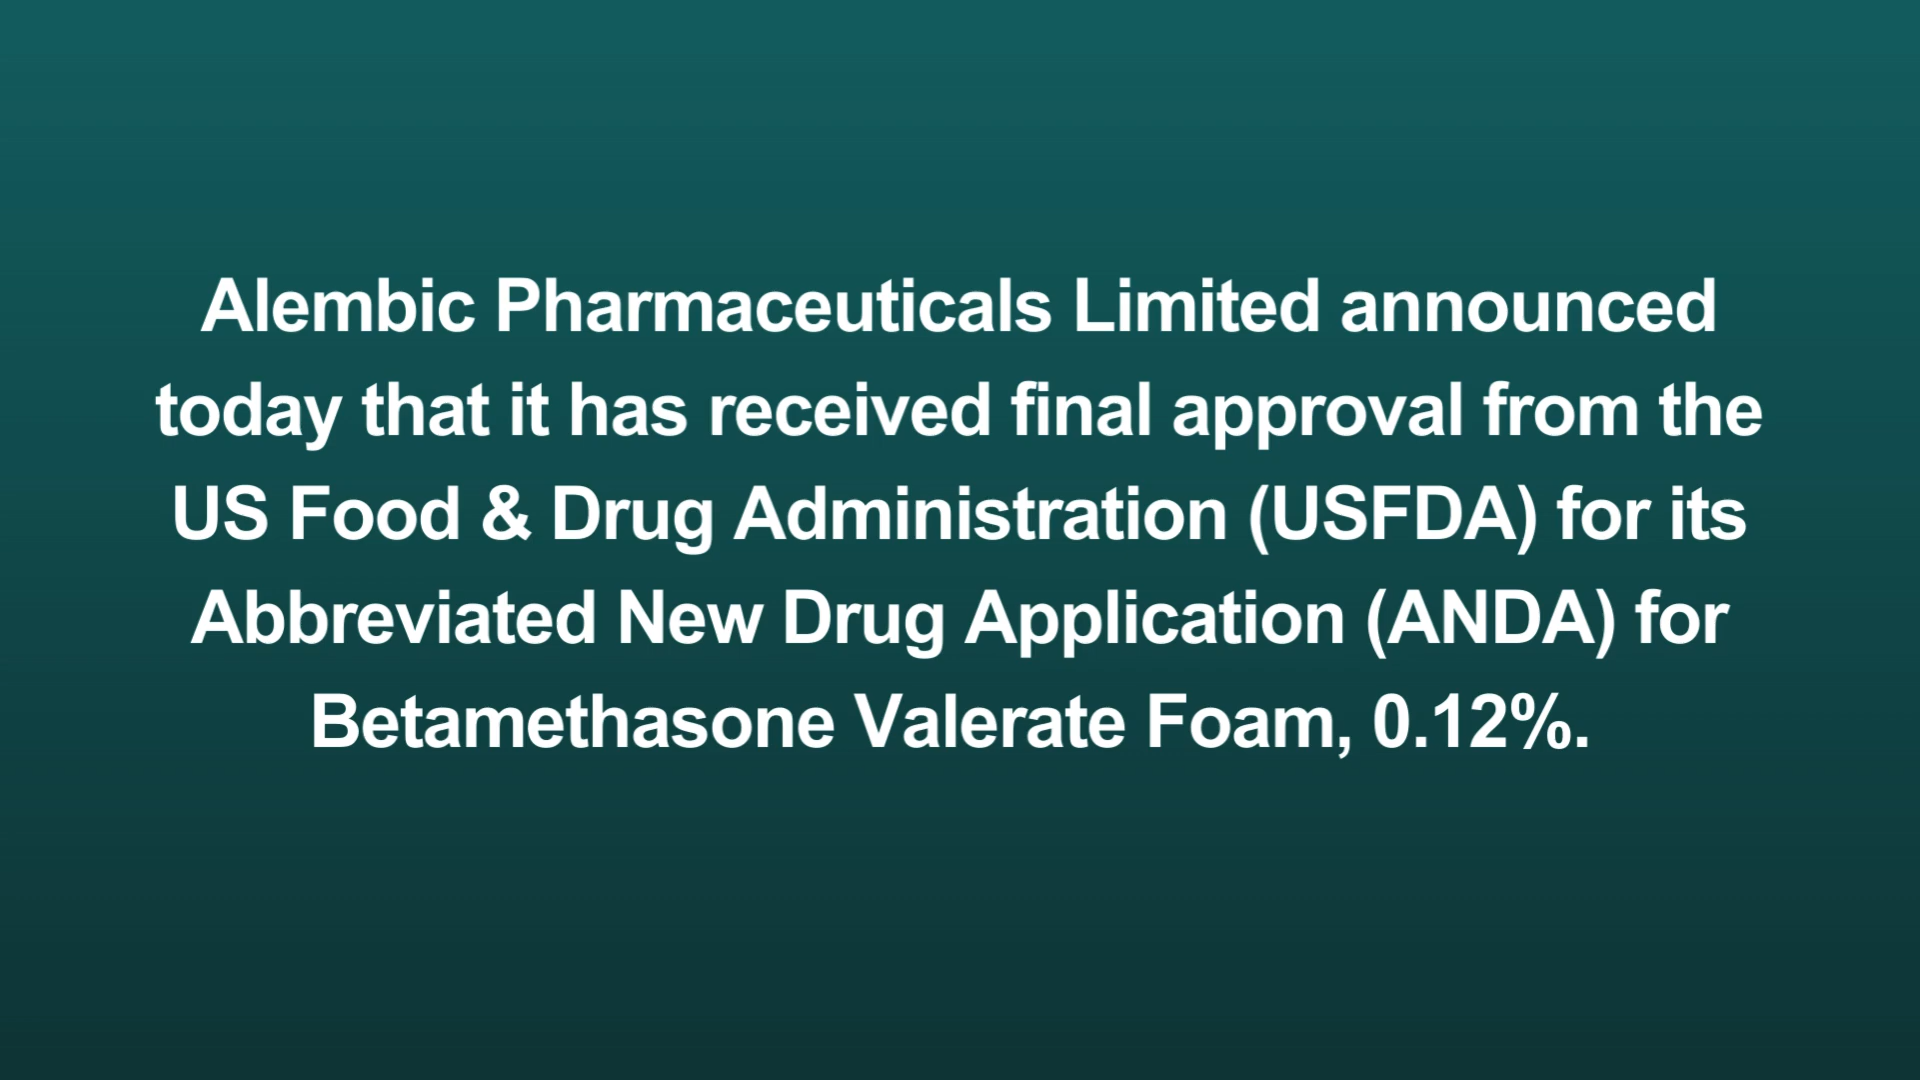 Alembic Pharmaceuticals Limited announced
today that it has received final approval from the
US Food & Drug Administration (USFDA) for its
Abbreviated New Drug Application (ANDA) for
Betamethasone Valerate Foam, 0.12%.